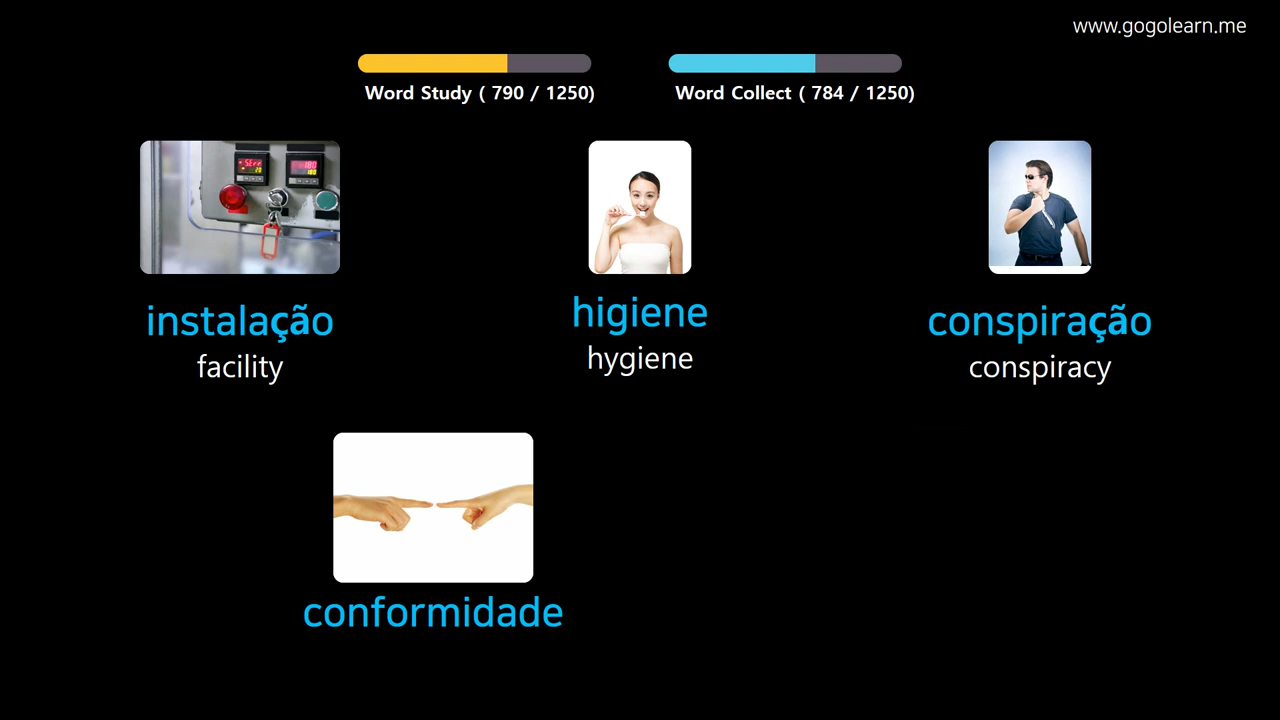 www.gogolearn.me
Word Study ( 790 / 1250)
Word Collect ( 784 / 1250)
instalação
facility
higiene
hygiene
conspiração
conspiracy
conformidade